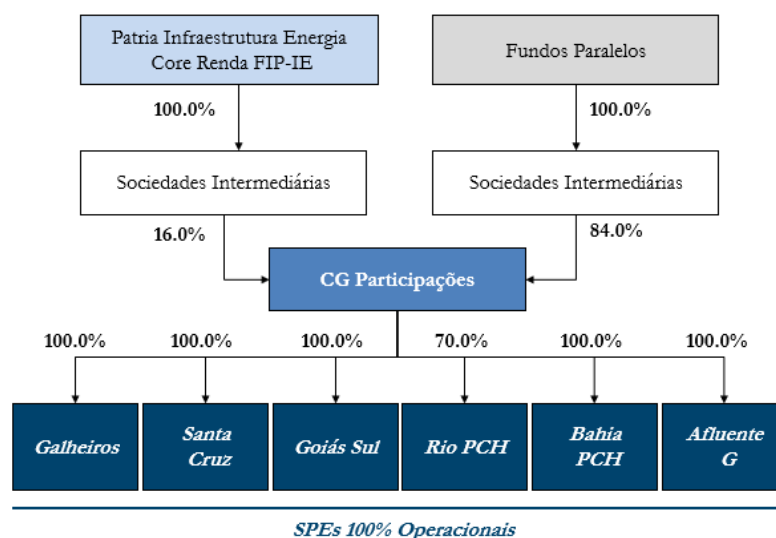 Patria Infraestrutura Energia
Core Renda FIP-IE
Fundos Paralelos
100.0%
100.0%
Sociedades Intermediárias
Sociedades Intermediárias
16.0%
84.0%
CG Participações
100.0%
100.0%
100.0%
70.0%
100.0%
100.0%
Galheiros
Santa
Cruz
Goiás Sul
Rio PCH
Bahia
PCH
Afluente
G
SPEs 100% Operacionais